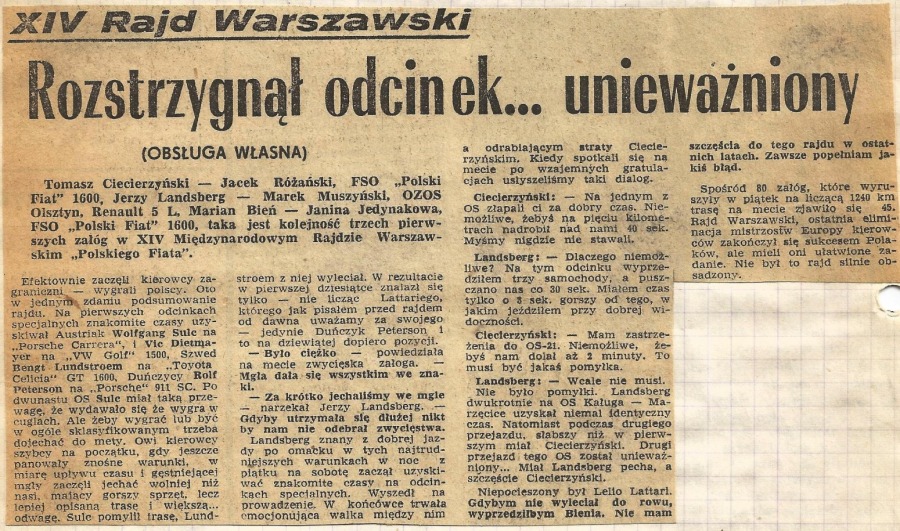 XIV Rajd Warszawski
Rozstrzygnął odcinek... unieważniony
(OBSŁUGA WŁASNA)
Tomasz Ciecierzyński — Jacek Różański, FSO „Polski
Fiat" 1600, Jerzy Landsberg — Marek Muszyński, OZOS
Olsztyn, Renault 5 L, Marian Bień — Janina Jedynakowa,
FSO „Polski Fiat" 1600, taka jest kolejność trzech pierw-
szych załóg w XIV Międzynarodowym Rajdzie Warszaw-
skim „Polskiego Fiata".
Efektownie zaczęli kierowcy za-
graniczni — wygrali polscy. Oto
w jednym zdaniu podsumowanie
rajdu. Na pierwszych odcinkach
specjalnych znakomite czasy uzy-
skiwał Austriak Wolfgang Sulc na
„Porsche Carrera", i Vic Dietma-
yer na „VW Golf" 1500, Szwed
Bengt Lundstroem na „Toyota
Celicia" GT 1600, Duńczycy Rolf
Peterson na „Porsche" 911 SC. Po
dwunastu OS Sulc miał taką prze-
wagę, że wydawało się że wygra w
cuglach. Ale żeby wygrać lub być
w ogóle sklasyfikowanym trzeba
dojechać do mety. Owi kierowcy
szybcy na początku, gdy jeszcze
panowały znośne warunki, w
miarę upływu czasu i gęstniejącej
mgły zaczęli jechać wolniej niż
nasi, mający gorszy sprzęt, lecz
leniej opisaną trasę i większą...
odwagę. Sulc pomylił trasę, Lund-
stroem z niej wyleciał. W rezultacie
w pierwszej dziesiątce znalazł się
tylko — nie licząc Lattariego,
którego jak pisałem przed rajdem
od dawna uważamy za swojego
— jedynie Duńczyk Peterson i
to na dziewiątej dopiero pozycji.
— Było ciężko — powiedziała
na mecie zwycięska załoga. —
Mgła dała się wszystkim we zna-
ki.
— Za krótko jechaliśmy we mgle
— narzekał Jerzy Landsberg. —
Gdyby utrzymała się dłużej nikt
by nam nie odebrał zwycięstwa.
Landsberg znany z dobrej jaz-
dy po omacku w tych najtrud-
niejszych warunkach w noc z
piątku na sobotę zaczął uzyski-
wać znakomite czasy na odcin-
kach specjalnych. Wyszedł na
prowadzenie. W końcówce trwała
emocjonująca walka między nim
a odrabiającym straty Ciecie-
rzyńskim. Kiedy spotkali się na
mecie po wzajemnych gratula-
cjach usłyszeliśmy taki dialog.
Ciecierzyński: — Na jednym z
OS złapali ci za dobry czas. Nie-
możliwe, żebyś na pięciu kilome-
trach nadrobił nad nami 40 sek.
Myśmy nigdzie nie stawali.
Landsberg: — Dlaczego niemoż-
liwe? Na tym odcinku wyprze-
dziłem trzy samochody, a pusz-
czano nas co 30 sek. Miałem czas
tylko o 8 sek. gorszy od tego, w
jakim jeździłem przy dobrej wi-
doczności.
Ciecierzyński: — Mam zastrze-
żenia do OS-21. Niemożliwe, że-
byś nam dołał aż 2 minuty. To
musi być jakaś pomyłka.
Landsberg: — Wcale nie musi.
Nie było pomyłki. Landsberg
dwukrotnie na OS Kaługa — Ma-
rzęcice uzyskał niemal identyczny
czas. Natomiast podczas drugiego
przejazdu, słabszy niż w pierw-
szym miał Ciecierzyński. Drugi
przejazd tego OS został unieważ-
niony... Miał Landsberg pecha, a
szczęście Ciecierzyński.
Niepocieszony był Lello Lattari.
Gdybym nie wyleciał do rowu,
wyprzedziłbym Bienia. Nie mam
szczęścia do tego rajdu w ostat-
nich latach. Zawsze popełniam ja-
kiś błąd.
Spośród 80 załóg, które wyru-
szyły w piątek na liczącą 1240 km
trasę na mecie zjawiło się 45.
Rajd Warszawski, ostatnia elimi-
nacja mistrzostw Europy kierow-
ców zakończył się sukcesem Pola-
ków, ale mieli oni ułatwione za-
danie. Nie był to rajd silnie ob-
sadzony.